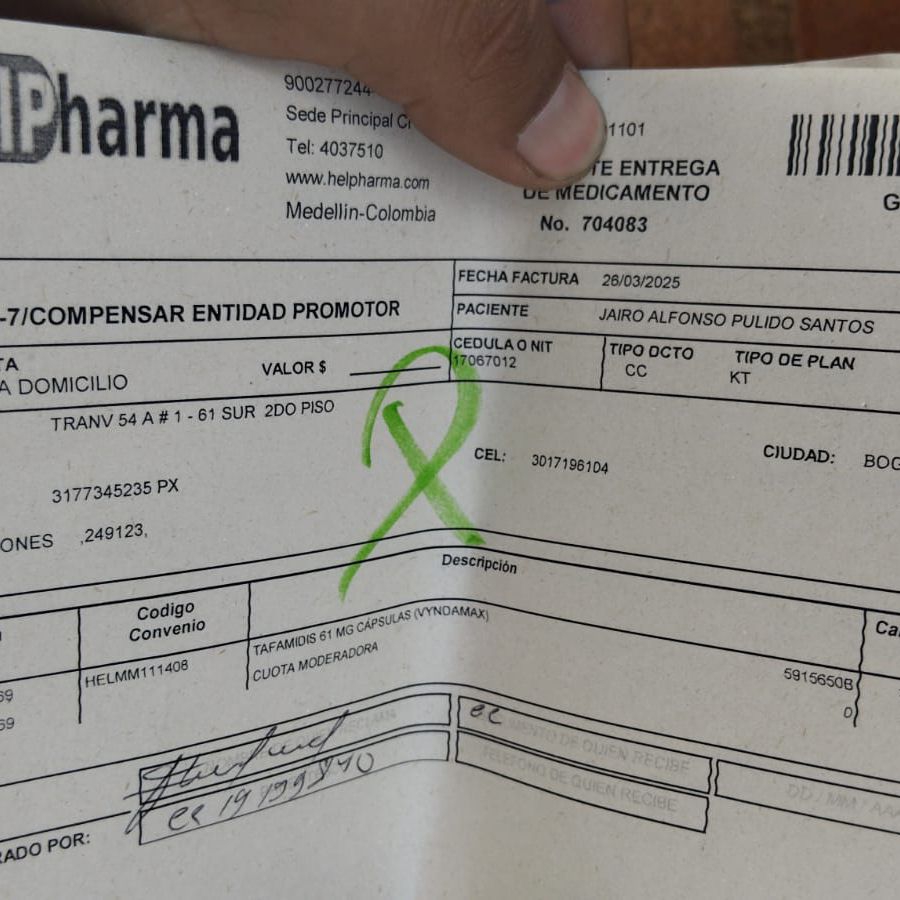 Pharma
900277244
Sede Principal
Tel: 4037510
www.helpharma.com
Medellin-Colombia
1101
TE ENTREGA
DE MEDICAMENTO
No. 704083
G
-7/COMPENSAR ENTIDAD PROMOTOR
FECHA FACTURA 26/03/2025
PACIENTE JAIRO ALFONSO PULIDO SANTOS
TA
A DOMICILIO
VALOR $
CEDULA O NIT
17067012
TIPO DCTO
CC
TIPO DE PLAN
KT
TRANV 54 A # 1 - 61 SUR 2DO PISO
CEL: 3017196104
CIUDAD: BOG
3177345235 PX
ONES ,249123,
Descripción
Codigo
Convenio
Ca
69 HELMM111408 TAFAMIDIS 61 MG CÁPSULAS (VYNDAMAX) 5915650B
69 CUOTA MODERADORA 0
cc
DOCUMENTO DE QUIEN RECIBE
TELEFONO DE QUIEN RECIBE
DD / MM / AAA
RADO POR: